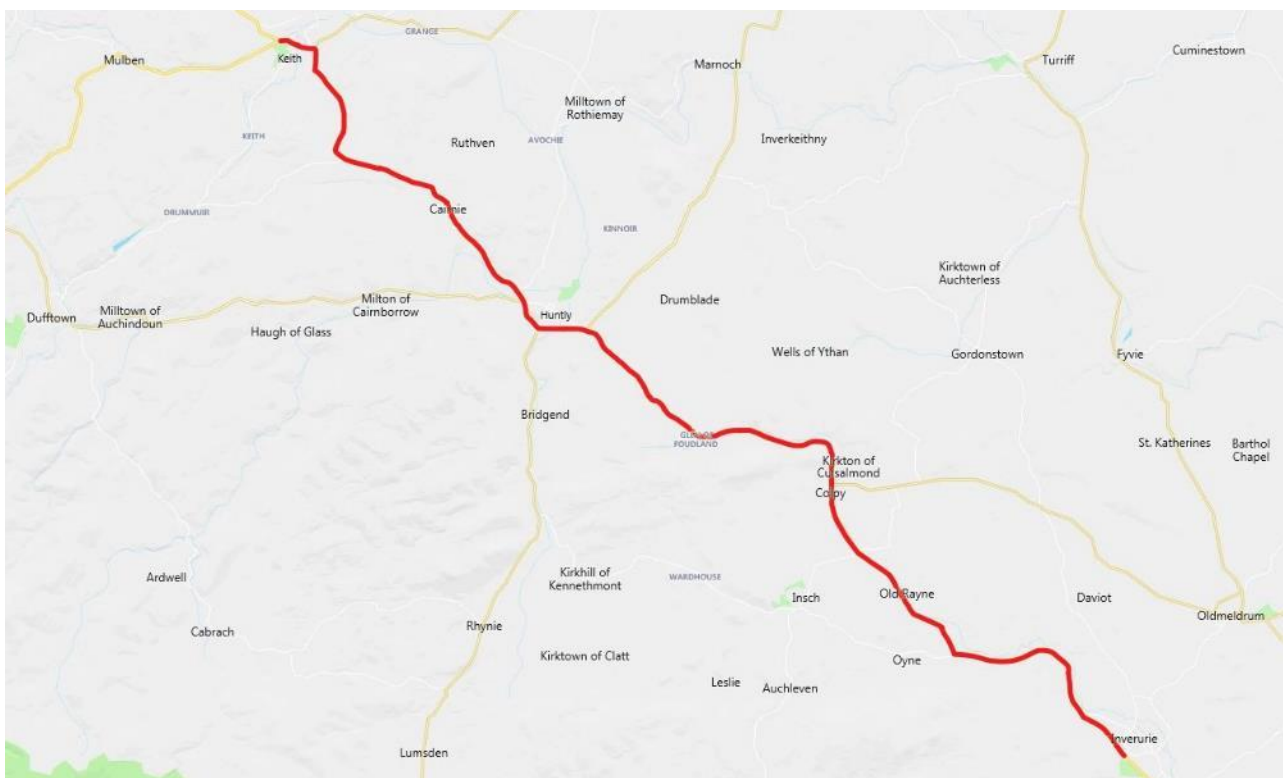 GRANGE
Cuminestown
Mulben
Keith
Marnoch
Turriff
Milltown of
Rothiemay
KEITH
Ruthven
AVOCHIE
Inverkeithny
DRUMMUIR
Cairnie
KINNOIR
Kirktown of
Auchterless
Milton of
Cairnborrow
Drumblade
Dufftown
Milltown of
Auchindoun
Haugh of Glass
Huntly
Wells of Ythan
Gordonstown
Fyvie
Bridgend
GLEN OF
FOUDLAND
St. Katherines
Barthol
Chapel
Kirkton of
Culsalmond
Colpy
Ardwell
Kirkhill of
Kennethmont
WARDHOUSE
Insch
Old Rayne
Daviot
Oldmeldrum
Cabrach
Rhynie
Kirktown of Clatt
Oyne
Leslie
Auchleven
Lumsden
Inverurie